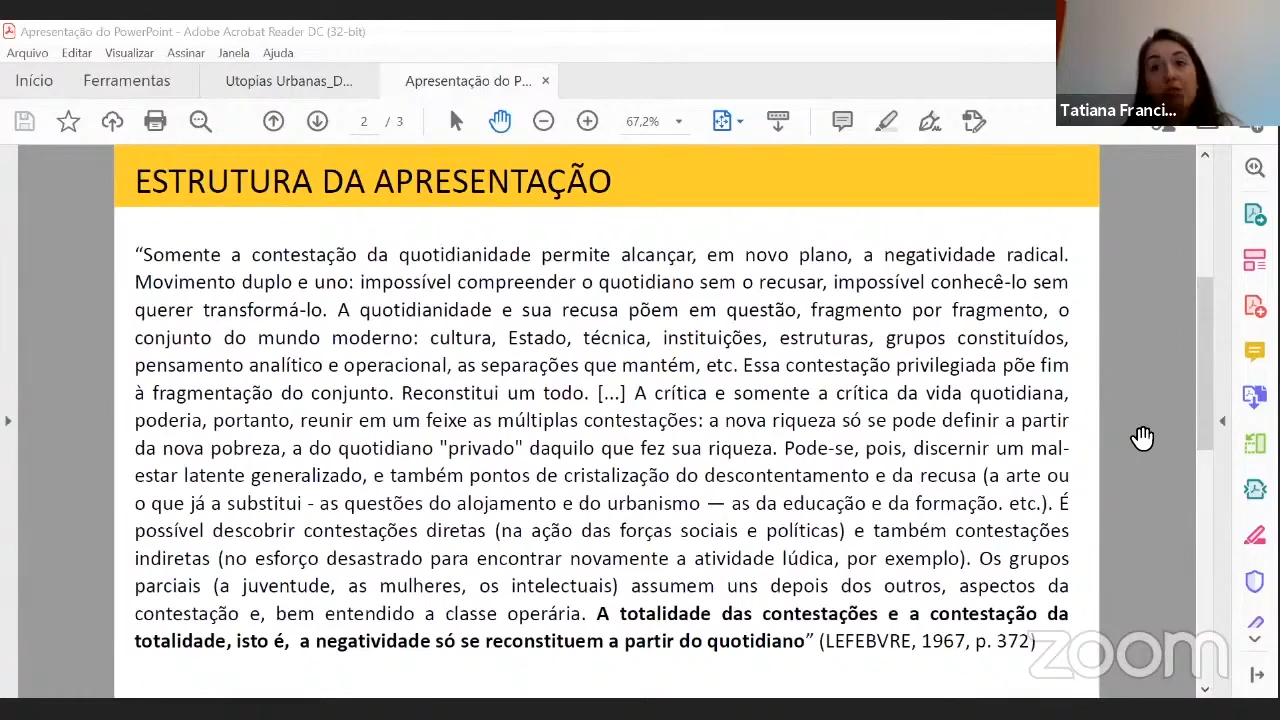 Apresentação do PowerPoint - Adobe Acrobat Reader DC (32-bit)
Arquivo Editar Visualizar Assinar Janela Ajuda
Início Ferramentas Utopias Urbanas_D... Apresentação do P... ×
2 / 3 67,2%
Tatiana Franci...
ESTRUTURA DA APRESENTAÇÃO
“Somente a contestação da quotidianidade permite alcançar, em novo plano, a negatividade radical.
Movimento duplo e uno: impossível compreender o quotidiano sem o recusar, impossível conhecê-lo sem
querer transformá-lo. A quotidianidade e sua recusa põem em questão, fragmento por fragmento, o
conjunto do mundo moderno: cultura, Estado, técnica, instituições, estruturas, grupos constituídos,
pensamento analítico e operacional, as separações que mantém, etc. Essa contestação privilegiada põe fim
à fragmentação do conjunto. Reconstitui um todo. [...] A crítica e somente a crítica da vida quotidiana,
poderia, portanto, reunir em um feixe as múltiplas contestações: a nova riqueza só se pode definir a partir
da nova pobreza, a do quotidiano "privado" daquilo que fez sua riqueza. Pode-se, pois, discernir um mal-
estar latente generalizado, e também pontos de cristalização do descontentamento e da recusa (a arte ou
o que já a substitui - as questões do alojamento e do urbanismo — as da educação e da formação. etc.). É
possível descobrir contestações diretas (na ação das forças sociais e políticas) e também contestações
indiretas (no esforço desastrado para encontrar novamente a atividade lúdica, por exemplo). Os grupos
parciais (a juventude, as mulheres, os intelectuais) assumem uns depois dos outros, aspectos da
contestação e, bem entendido a classe operária. A totalidade das contestações e a contestação da
totalidade, isto é, a negatividade só se reconstituem a partir do quotidiano” (LEFEBVRE, 1967, p. 372)
zoom